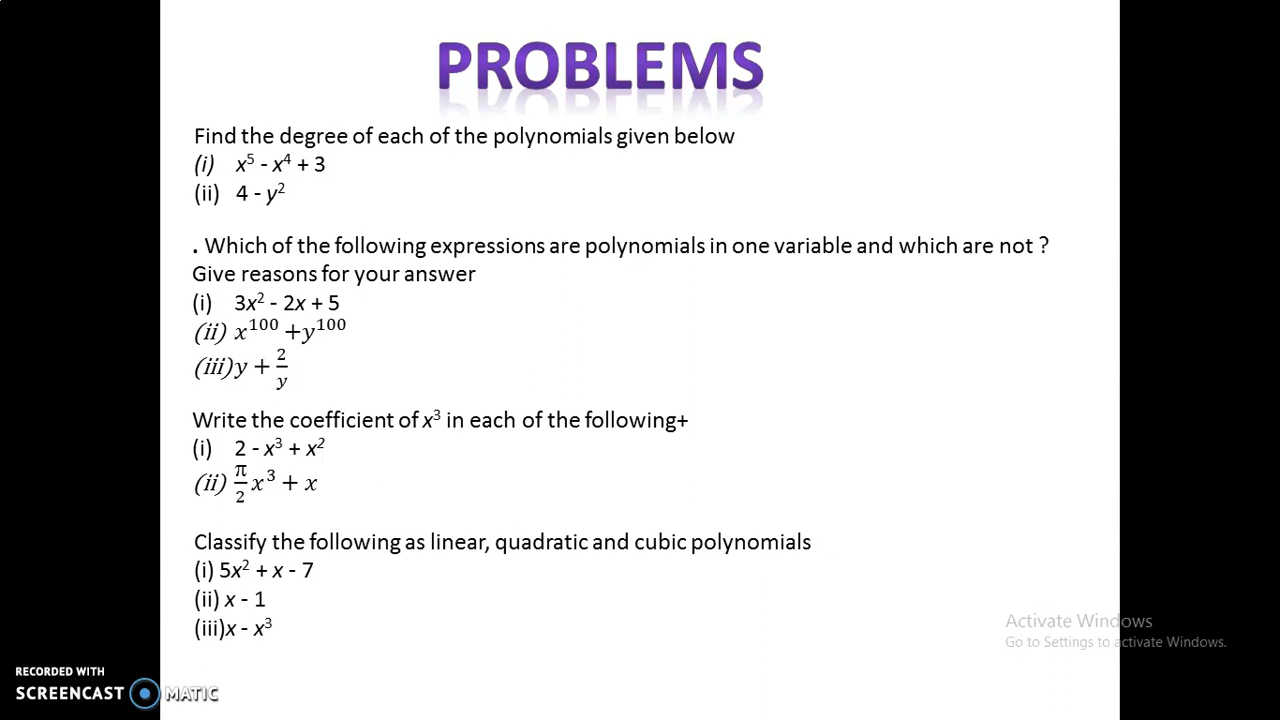 PROBLEMS
Find the degree of each of the polynomials given below
(i) x⁵ - x⁴ + 3
(ii) 4 - y²
. Which of the following expressions are polynomials in one variable and which are not ?
Give reasons for your answer
(i) 3x² - 2x + 5
(ii) x¹⁰⁰ +y¹⁰⁰
(iii)y + 2/y
Write the coefficient of x³ in each of the following+
(i) 2 - x³ + x²
(ii) π/2 x³ + x
Classify the following as linear, quadratic and cubic polynomials
(i) 5x² + x - 7
(ii) x - 1
(iii)x - x³
Activate Windows
Go to Settings to activate Windows.
RECORDED WITH
SCREENCAST MATIC